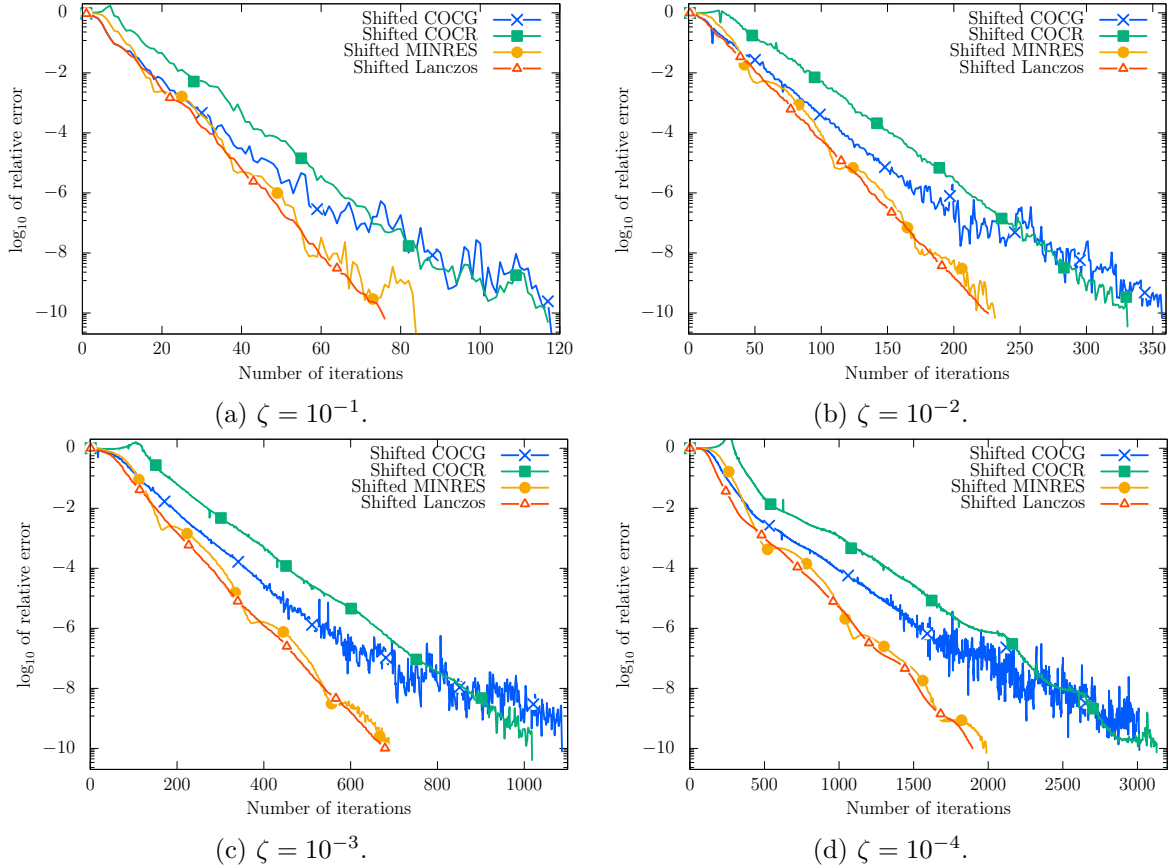 log₁₀ of relative error
0
−2
−4
−6
−8
−10
Shifted COCG
Shifted COCR
Shifted MINRES
Shifted Lanczos
0 20 40 60 80 100 120
Number of iterations
(a) ζ = 10⁻¹.
log₁₀ of relative error
0
−2
−4
−6
−8
−10
Shifted COCG
Shifted COCR
Shifted MINRES
Shifted Lanczos
0 50 100 150 200 250 300 350
Number of iterations
(b) ζ = 10⁻².
log₁₀ of relative error
0
−2
−4
−6
−8
−10
Shifted COCG
Shifted COCR
Shifted MINRES
Shifted Lanczos
0 200 400 600 800 1000
Number of iterations
(c) ζ = 10⁻³.
log₁₀ of relative error
0
−2
−4
−6
−8
−10
Shifted COCG
Shifted COCR
Shifted MINRES
Shifted Lanczos
0 500 1000 1500 2000 2500 3000
Number of iterations
(d) ζ = 10⁻⁴.